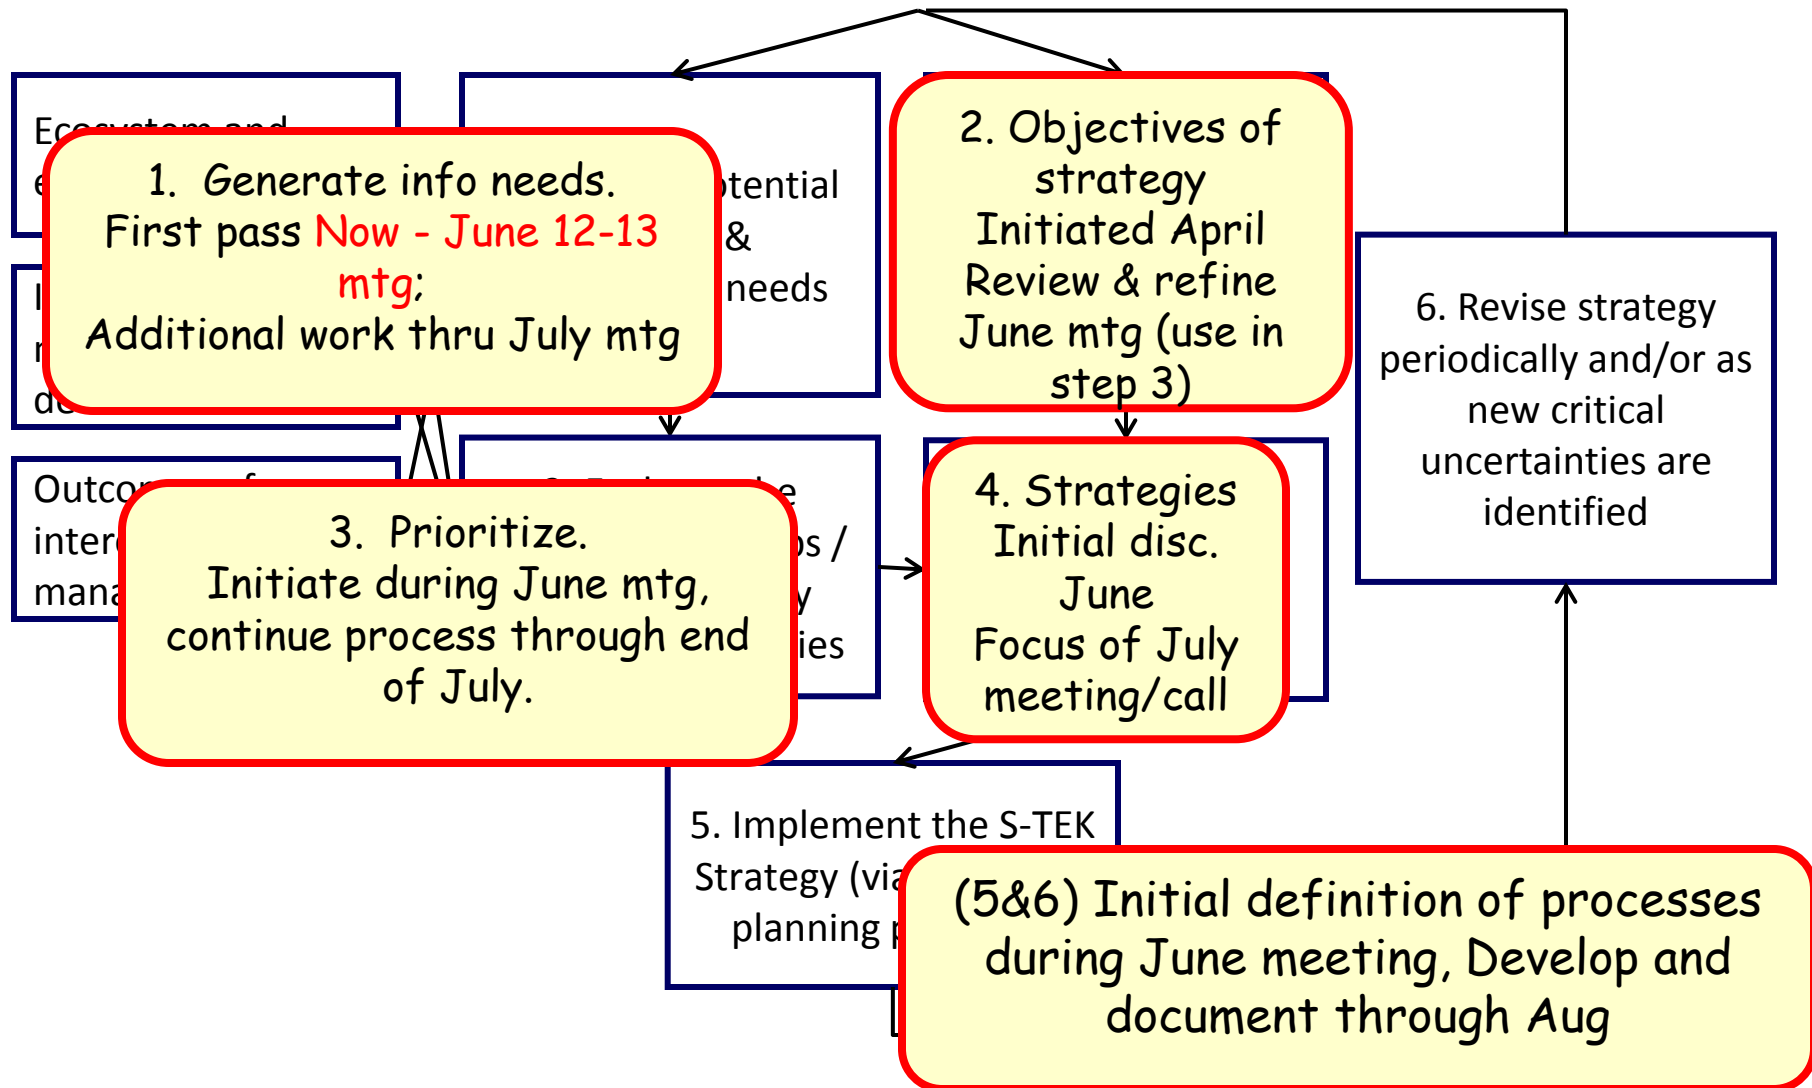 Ecosystem and
1. Generate info needs.
First pass Now - June 12-13
mtg;
Additional work thru July mtg
&
needs
2. Objectives of
strategy
Initiated April
Review & refine
June mtg (use in
step 3)
6. Revise strategy
periodically and/or as
new critical
uncertainties are
identified
3. Prioritize.
Initiate during June mtg,
continue process through end
of July.
/
4. Strategies
Initial disc.
June
Focus of July
meeting/call
5. Implement the S-TEK
Strategy (via
planning
(5&6) Initial definition of processes
during June meeting, Develop and
document through Aug